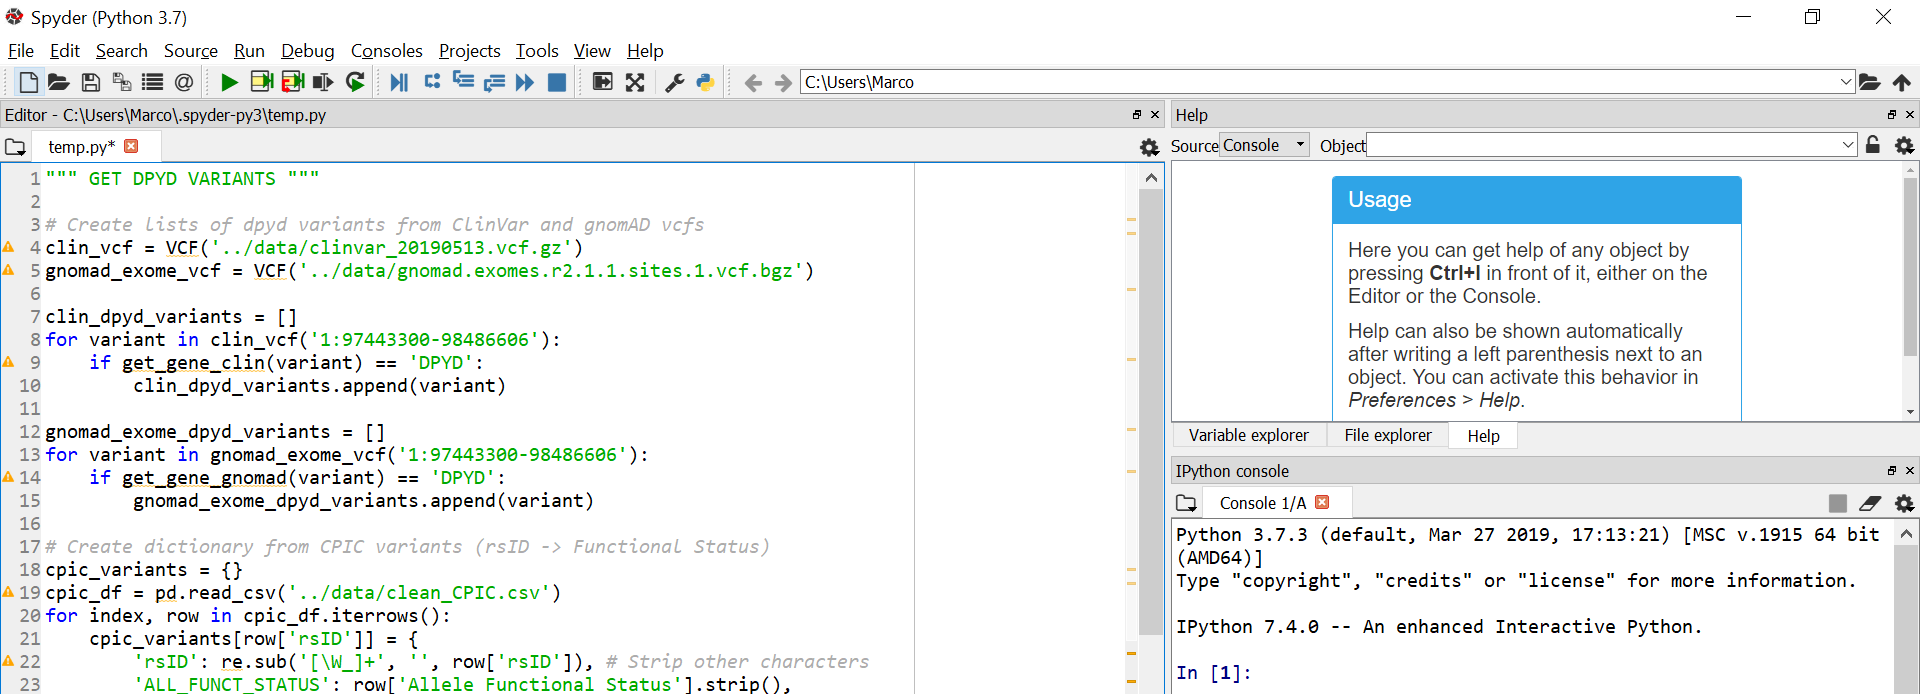 Spyder (Python 3.7)
File Edit Search Source Run Debug Consoles Projects Tools View Help
C:\Users\Marco
Editor - C:\Users\Marco\.spyder-py3\temp.py
temp.py*
1 """ GET DPYD VARIANTS """
2
3 # Create lists of dpyd variants from ClinVar and gnomAD vcfs
4 clin_vcf = VCF('../data/clinvar_20190513.vcf.gz')
5 gnomad_exome_vcf = VCF('../data/gnomad.exomes.r2.1.1.sites.1.vcf.bgz')
6
7 clin_dpyd_variants = []
8 for variant in clin_vcf('1:97443300-98486606'):
9     if get_gene_clin(variant) == 'DPYD':
10         clin_dpyd_variants.append(variant)
11
12 gnomad_exome_dpyd_variants = []
13 for variant in gnomad_exome_vcf('1:97443300-98486606'):
14     if get_gene_gnomad(variant) == 'DPYD':
15         gnomad_exome_dpyd_variants.append(variant)
16
17 # Create dictionary from CPIC variants (rsID -> Functional Status)
18 cpic_variants = {}
19 cpic_df = pd.read_csv('../data/clean_CPIC.csv')
20 for index, row in cpic_df.iterrows():
21     cpic_variants[row['rsID']] = {
22         'rsID': re.sub('[\W_]+', '', row['rsID']), # Strip other characters
23         'ALL_FUNCT_STATUS': row['Allele Functional Status'].strip(),
Help
Source Console Object
Usage
Here you can get help of any object by
pressing Ctrl+I in front of it, either on the
Editor or the Console.
Help can also be shown automatically
after writing a left parenthesis next to an
object. You can activate this behavior in
Preferences > Help.
Variable explorer File explorer Help
IPython console
Console 1/A
Python 3.7.3 (default, Mar 27 2019, 17:13:21) [MSC v.1915 64 bit
(AMD64)]
Type "copyright", "credits" or "license" for more information.
IPython 7.4.0 -- An enhanced Interactive Python.
In [1]: